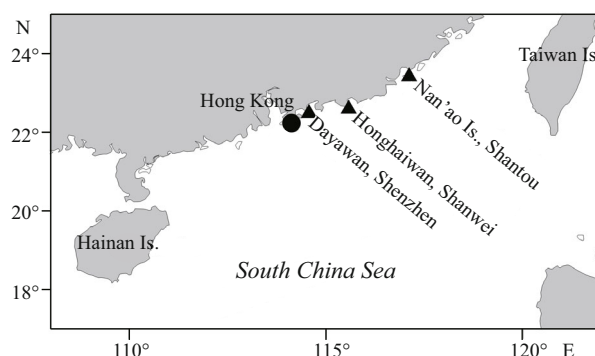 N
24°
22°
20°
18°
Taiwan Is
Hong Kong
Nan'ao Is., Shantou
Honghaiwan, Shanwei
Dayawan, Shenzhen
Hainan Is.
South China Sea
110°
115°
120°
E